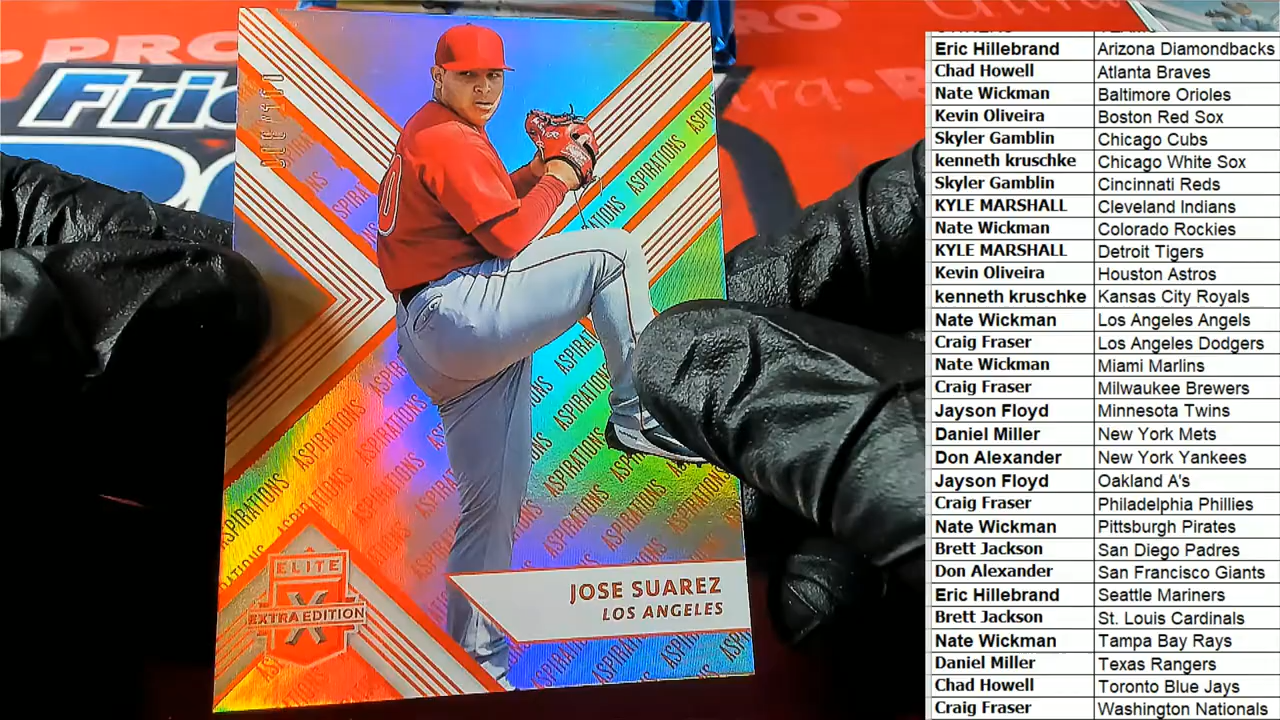 PRO
Fric
JOSE SUAREZ
LOS ANGELES
ELITE
X
EXTRA EDITION
ASPIRATIONS
ASPIRATIONS
ASPIRATIONS
ASPIRATIONS
ASPIRATIONS
Eric Hillebrand Arizona Diamondbacks
Chad Howell Atlanta Braves
Nate Wickman Baltimore Orioles
Kevin Oliveira Boston Red Sox
Skyler Gamblin Chicago Cubs
kenneth kruschke Chicago White Sox
Skyler Gamblin Cincinnati Reds
KYLE MARSHALL Cleveland Indians
Nate Wickman Colorado Rockies
KYLE MARSHALL Detroit Tigers
Kevin Oliveira Houston Astros
kenneth kruschke Kansas City Royals
Nate Wickman Los Angeles Angels
Craig Fraser Los Angeles Dodgers
Nate Wickman Miami Marlins
Craig Fraser Milwaukee Brewers
Jayson Floyd Minnesota Twins
Daniel Miller New York Mets
Don Alexander New York Yankees
Jayson Floyd Oakland A's
Craig Fraser Philadelphia Phillies
Nate Wickman Pittsburgh Pirates
Brett Jackson San Diego Padres
Don Alexander San Francisco Giants
Eric Hillebrand Seattle Mariners
Brett Jackson St. Louis Cardinals
Nate Wickman Tampa Bay Rays
Daniel Miller Texas Rangers
Chad Howell Toronto Blue Jays
Craig Fraser Washington Nationals